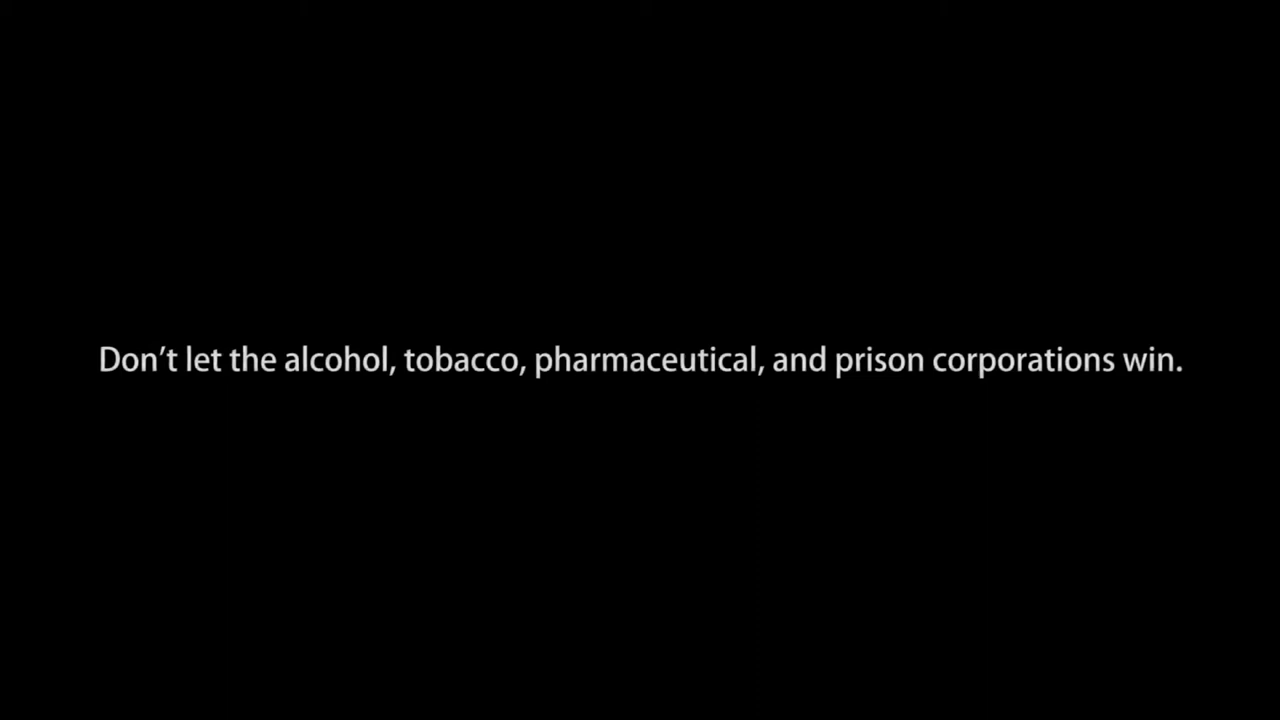 Don’t let the alcohol, tobacco, pharmaceutical, and prison corporations win.